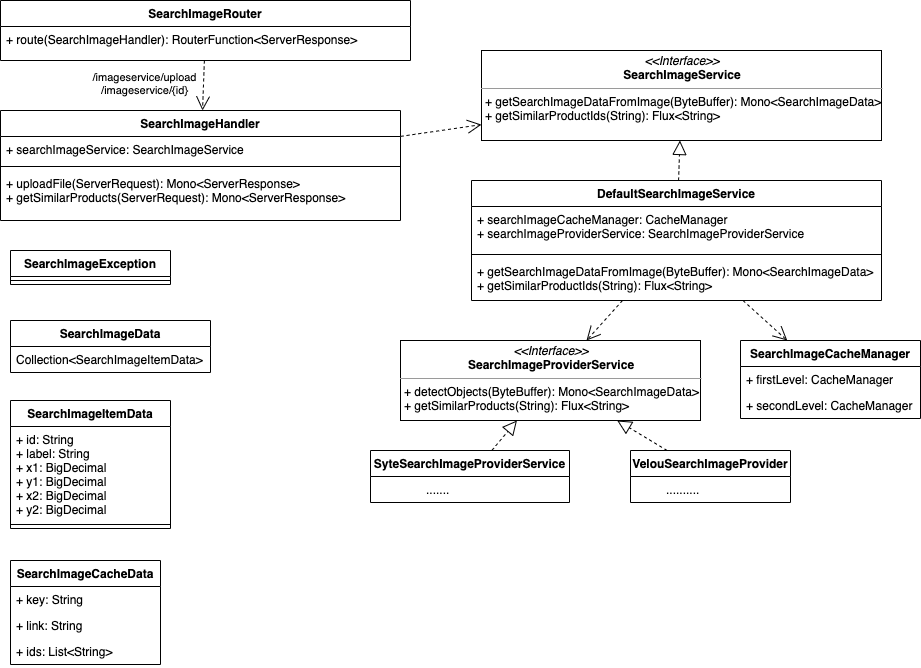 SearchImageRouter
+ route(SearchImageHandler): RouterFunction<ServerResponse>
/imageservice/upload
/imageservice/{id}
SearchImageHandler
+ searchImageService: SearchImageService
+ uploadFile(ServerRequest): Mono<ServerResponse>
+ getSimilarProducts(ServerRequest): Mono<ServerResponse>
<<Interface>>
SearchImageService
+ getSearchImageDataFromImage(ByteBuffer): Mono<SearchImageData>
+ getSimilarProductIds(String): Flux<String>
DefaultSearchImageService
+ searchImageCacheManager: CacheManager
+ searchImageProviderService: SearchImageProviderService
+ getSearchImageDataFromImage(ByteBuffer): Mono<SearchImageData>
+ getSimilarProductIds(String): Flux<String>
SearchImageException
SearchImageData
Collection<SearchImageItemData>
<<Interface>>
SearchImageProviderService
+ detectObjects(ByteBuffer): Mono<SearchImageData>
+ getSimilarProducts(String): Flux<String>
SearchImageCacheManager
+ firstLevel: CacheManager
+ secondLevel: CacheManager
SearchImageItemData
+ id: String
+ label: String
+ x1: BigDecimal
+ y1: BigDecimal
+ x2: BigDecimal
+ y2: BigDecimal
SyteSearchImageProviderService
.......
VelouSearchImageProvider
..........
SearchImageCacheData
+ key: String
+ link: String
+ ids: List<String>